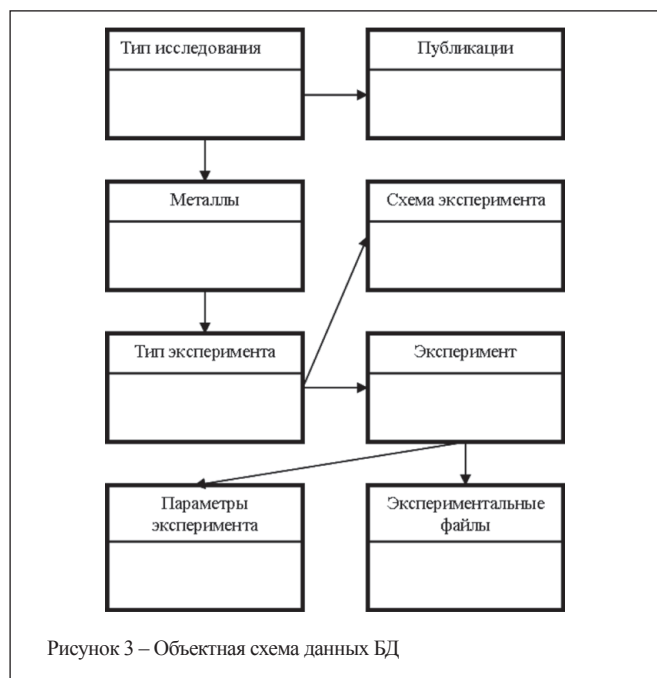 Тип исследования
Публикации
Металлы
Схема эксперимента
Тип эксперимента
Эксперимент
Параметры
эксперимента
Экспериментальные
файлы
Рисунок 3 – Объектная схема данных БД